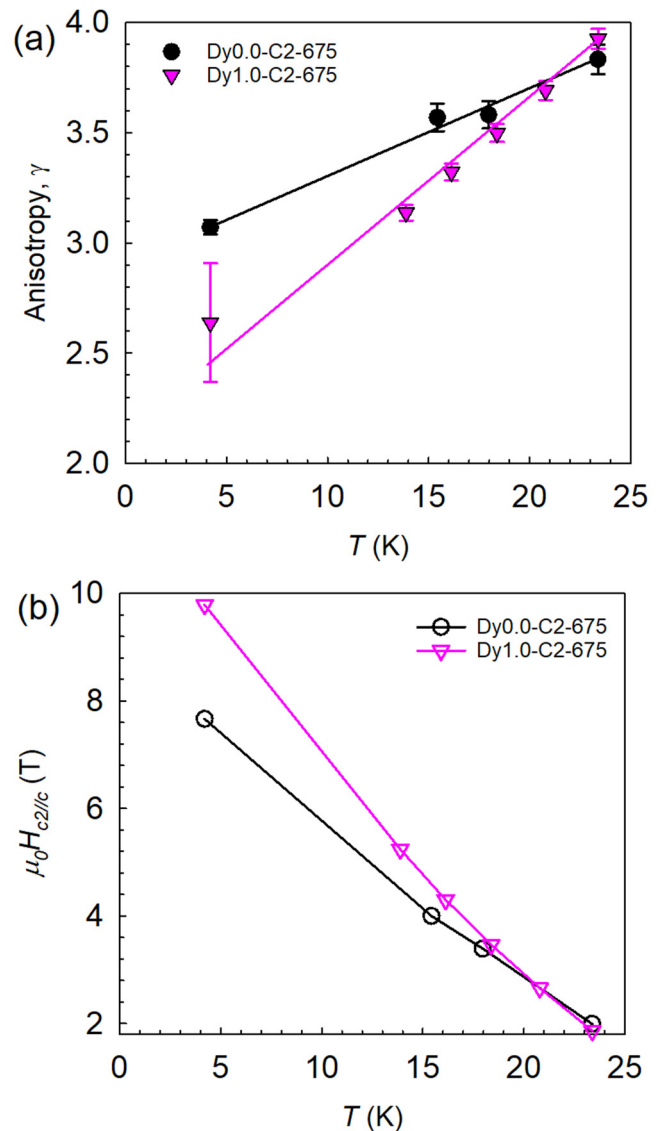 (a)
4.0
3.5
3.0
2.5
2.0
Anisotropy, γ
Dy0.0-C2-675
Dy1.0-C2-675
0 5 10 15 20 25
T (K)
(b)
10
8
6
4
2
μ0Hc2//c (T)
Dy0.0-C2-675
Dy1.0-C2-675
0 5 10 15 20 25
T (K)